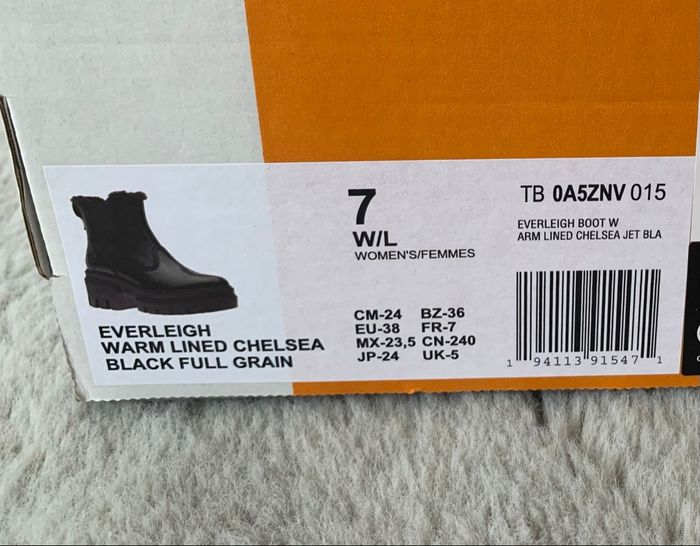 7
W/L
WOMEN'S/FEMMES
TB 0A5ZNV 015
EVERLEIGH BOOT W
ARM LINED CHELSEA JET BLA
EVERLEIGH
WARM LINED CHELSEA
BLACK FULL GRAIN
CM-24 BZ-36
EU-38 FR-7
MX-23,5 CN-240
JP-24 UK-5
1 94113 91547 1